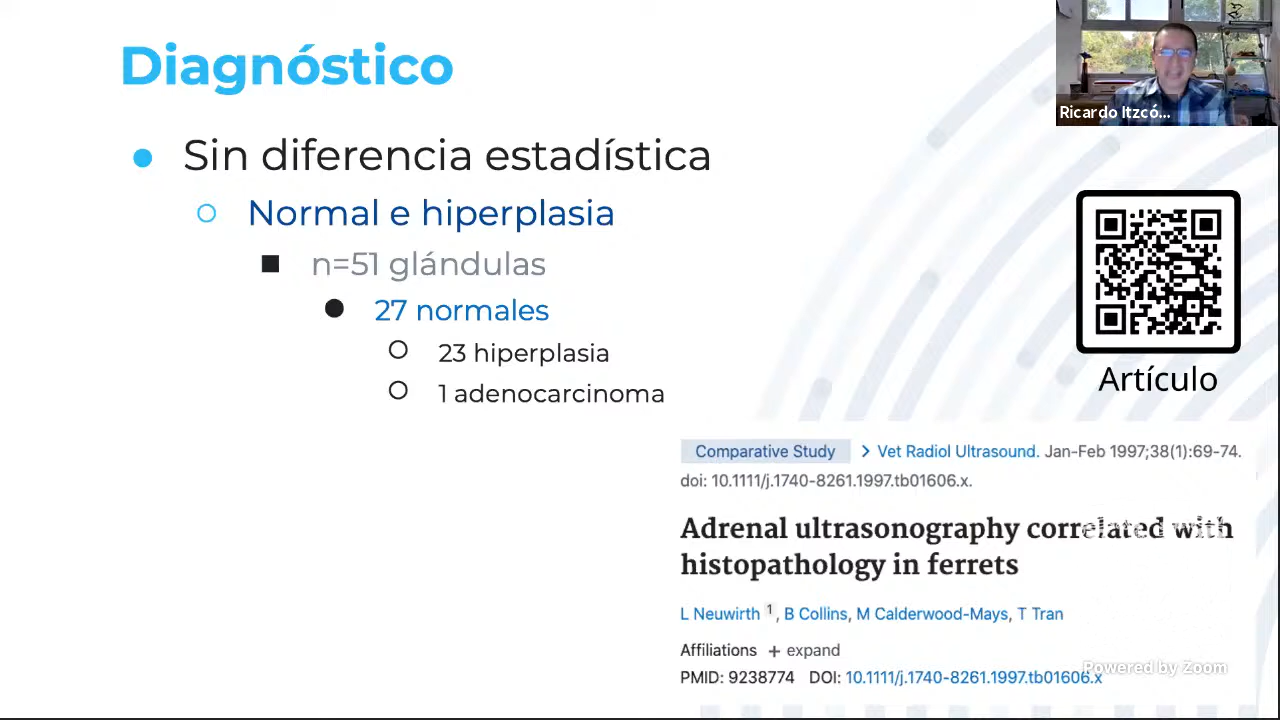 Diagnóstico
Ricardo Itzcó...
Sin diferencia estadística
Normal e hiperplasia
n=51 glándulas
27 normales
23 hiperplasia
1 adenocarcinoma
Artículo
Comparative Study > Vet Radiol Ultrasound. Jan-Feb 1997;38(1):69-74.
doi: 10.1111/j.1740-8261.1997.tb01606.x.
Adrenal ultrasonography correlated with
histopathology in ferrets
L Neuwirth 1, B Collins, M Calderwood-Mays, T Tran
Affiliations + expand
PMID: 9238774 DOI: 10.1111/j.1740-8261.1997.tb01606.x
Powered by Zoom